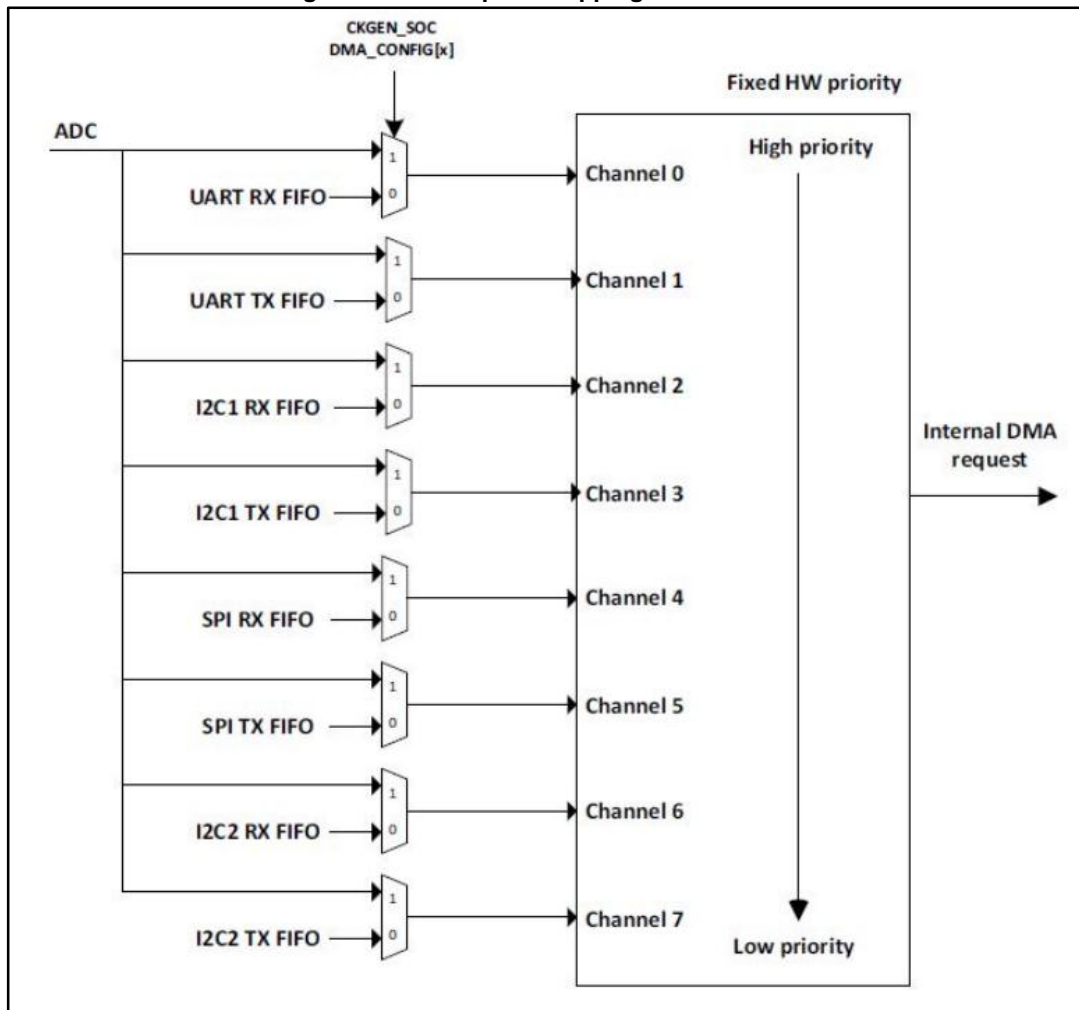 CKGEN_SOC
DMA_CONFIG[x]
Fixed HW priority
ADC
High priority
1
0
UART RX FIFO
Channel 0
1
0
UART TX FIFO
Channel 1
1
0
I2C1 RX FIFO
Channel 2
1
0
I2C1 TX FIFO
Channel 3
Internal DMA
request
1
0
SPI RX FIFO
Channel 4
1
0
SPI TX FIFO
Channel 5
1
0
I2C2 RX FIFO
Channel 6
1
0
I2C2 TX FIFO
Channel 7
Low priority